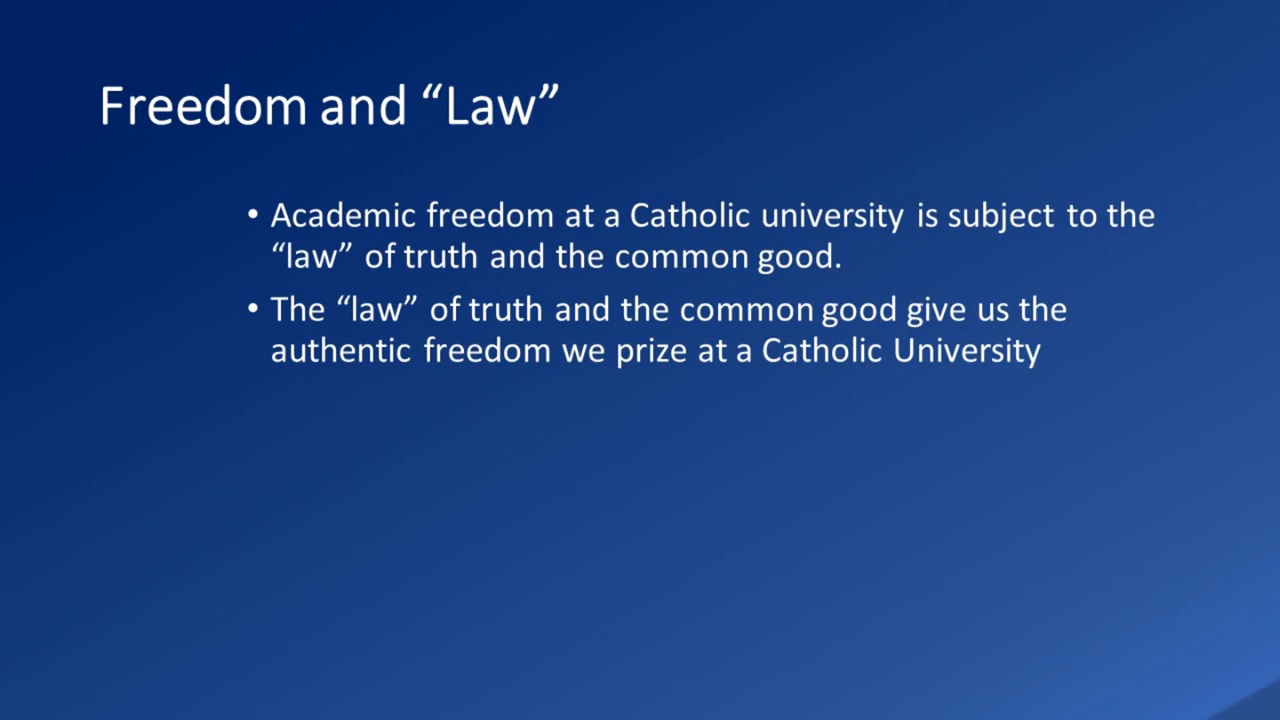 Freedom and “Law”
• Academic freedom at a Catholic university is subject to the
“law” of truth and the common good.
• The “law” of truth and the common good give us the
authentic freedom we prize at a Catholic University